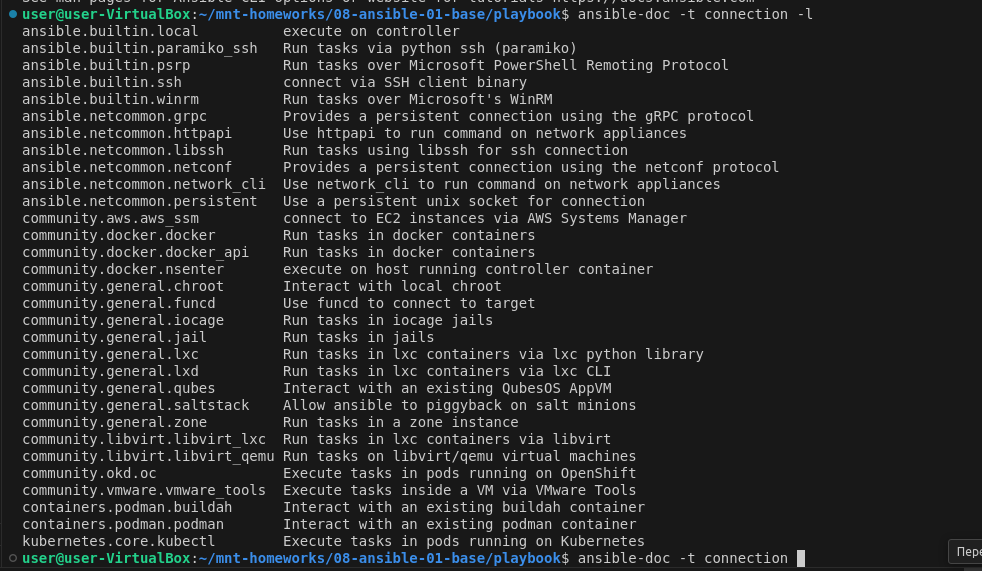 user@user-VirtualBox:~/mnt-homeworks/08-ansible-01-base/playbook$ ansible-doc -t connection -l
ansible.builtin.local          execute on controller
ansible.builtin.paramiko_ssh   Run tasks via python ssh (paramiko)
ansible.builtin.psrp           Run tasks over Microsoft PowerShell Remoting Protocol
ansible.builtin.ssh            connect via SSH client binary
ansible.builtin.winrm          Run tasks over Microsoft's WinRM
ansible.netcommon.grpc         Provides a persistent connection using the gRPC protocol
ansible.netcommon.httpapi      Use httpapi to run command on network appliances
ansible.netcommon.libssh       Run tasks using libssh for ssh connection
ansible.netcommon.netconf      Provides a persistent connection using the netconf protocol
ansible.netcommon.network_cli  Use network_cli to run command on network appliances
ansible.netcommon.persistent   Use a persistent unix socket for connection
community.aws.aws_ssm          connect to EC2 instances via AWS Systems Manager
community.docker.docker        Run tasks in docker containers
community.docker.docker_api    Run tasks in docker containers
community.docker.nsenter       execute on host running controller container
community.general.chroot       Interact with local chroot
community.general.funcd        Use funcd to connect to target
community.general.iocage       Run tasks in iocage jails
community.general.jail         Run tasks in jails
community.general.lxc          Run tasks in lxc containers via lxc python library
community.general.lxd          Run tasks in lxc containers via lxc CLI
community.general.qubes        Interact with an existing QubesOS AppVM
community.general.saltstack    Allow ansible to piggyback on salt minions
community.general.zone         Run tasks in a zone instance
community.libvirt.libvirt_lxc  Run tasks in lxc containers via libvirt
community.libvirt.libvirt_qemu Run tasks on libvirt/qemu virtual machines
community.okd.oc               Execute tasks in pods running on OpenShift
community.vmware.vmware_tools  Execute tasks inside a VM via VMware Tools
containers.podman.buildah      Interact with an existing buildah container
containers.podman.podman       Interact with an existing podman container
kubernetes.core.kubectl        Execute tasks in pods running on Kubernetes
user@user-VirtualBox:~/mnt-homeworks/08-ansible-01-base/playbook$ ansible-doc -t connection
Пере